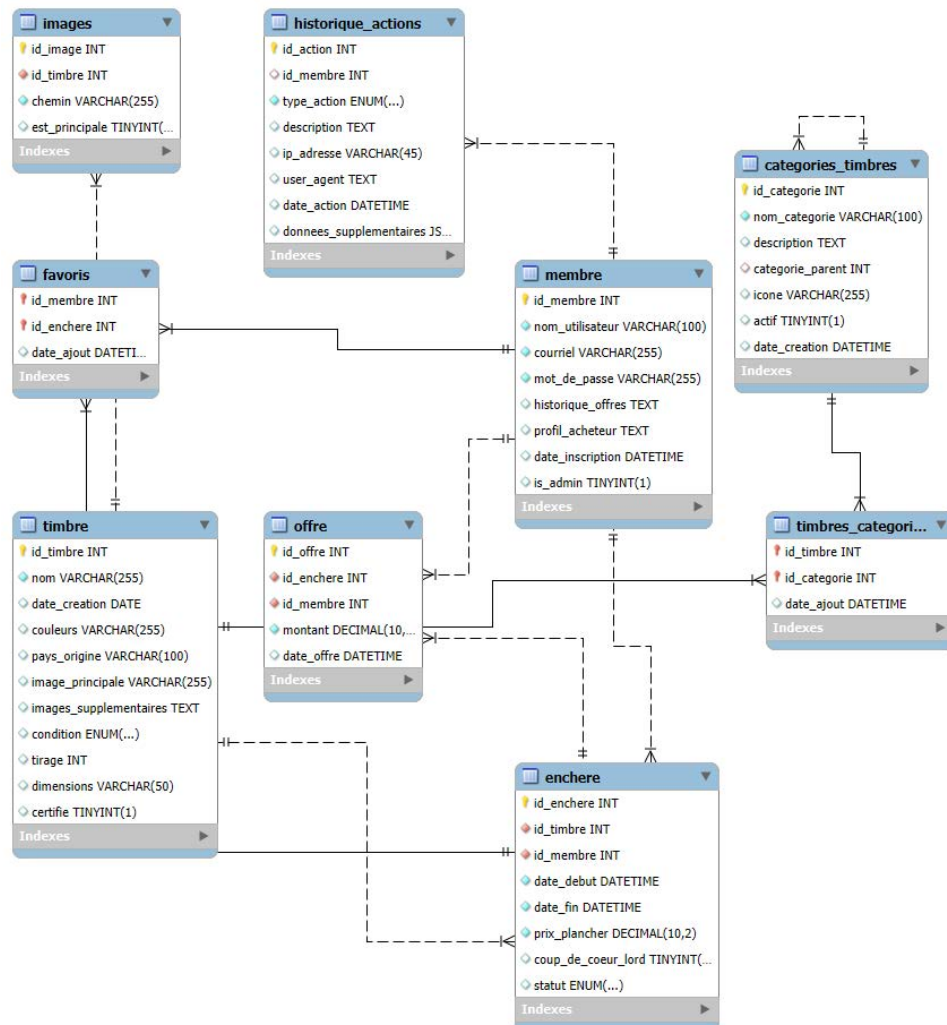 images
id_image INT
id_timbre INT
chemin VARCHAR(255)
est_principale TINYINT(...
Indexes
historique_actions
id_action INT
id_membre INT
type_action ENUM(...)
description TEXT
ip_adresse VARCHAR(45)
user_agent TEXT
date_action DATETIME
donnees_supplementaires JS...
Indexes
categories_timbres
id_categorie INT
nom_categorie VARCHAR(100)
description TEXT
categorie_parent INT
icone VARCHAR(255)
actif TINYINT(1)
date_creation DATETIME
Indexes
favoris
id_membre INT
id_enchere INT
date_ajout DATETI...
Indexes
membre
id_membre INT
nom_utilisateur VARCHAR(100)
courriel VARCHAR(255)
mot_de_passe VARCHAR(255)
historique_offres TEXT
profil_acheteur TEXT
date_inscription DATETIME
is_admin TINYINT(1)
Indexes
timbre
id_timbre INT
nom VARCHAR(255)
date_creation DATE
couleurs VARCHAR(255)
pays_origine VARCHAR(100)
image_principale VARCHAR(255)
images_supplementaires TEXT
condition ENUM(...)
tirage INT
dimensions VARCHAR(50)
certifie TINYINT(1)
Indexes
offre
id_offre INT
id_enchere INT
id_membre INT
montant DECIMAL(10,...
date_offre DATETIME
Indexes
timbres_categori...
id_timbre INT
id_categorie INT
date_ajout DATETIME
Indexes
enchere
id_enchere INT
id_timbre INT
id_membre INT
date_debut DATETIME
date_fin DATETIME
prix_plancher DECIMAL(10,2)
coup_de_coeur_lord TINYINT(...
statut ENUM(...)
Indexes